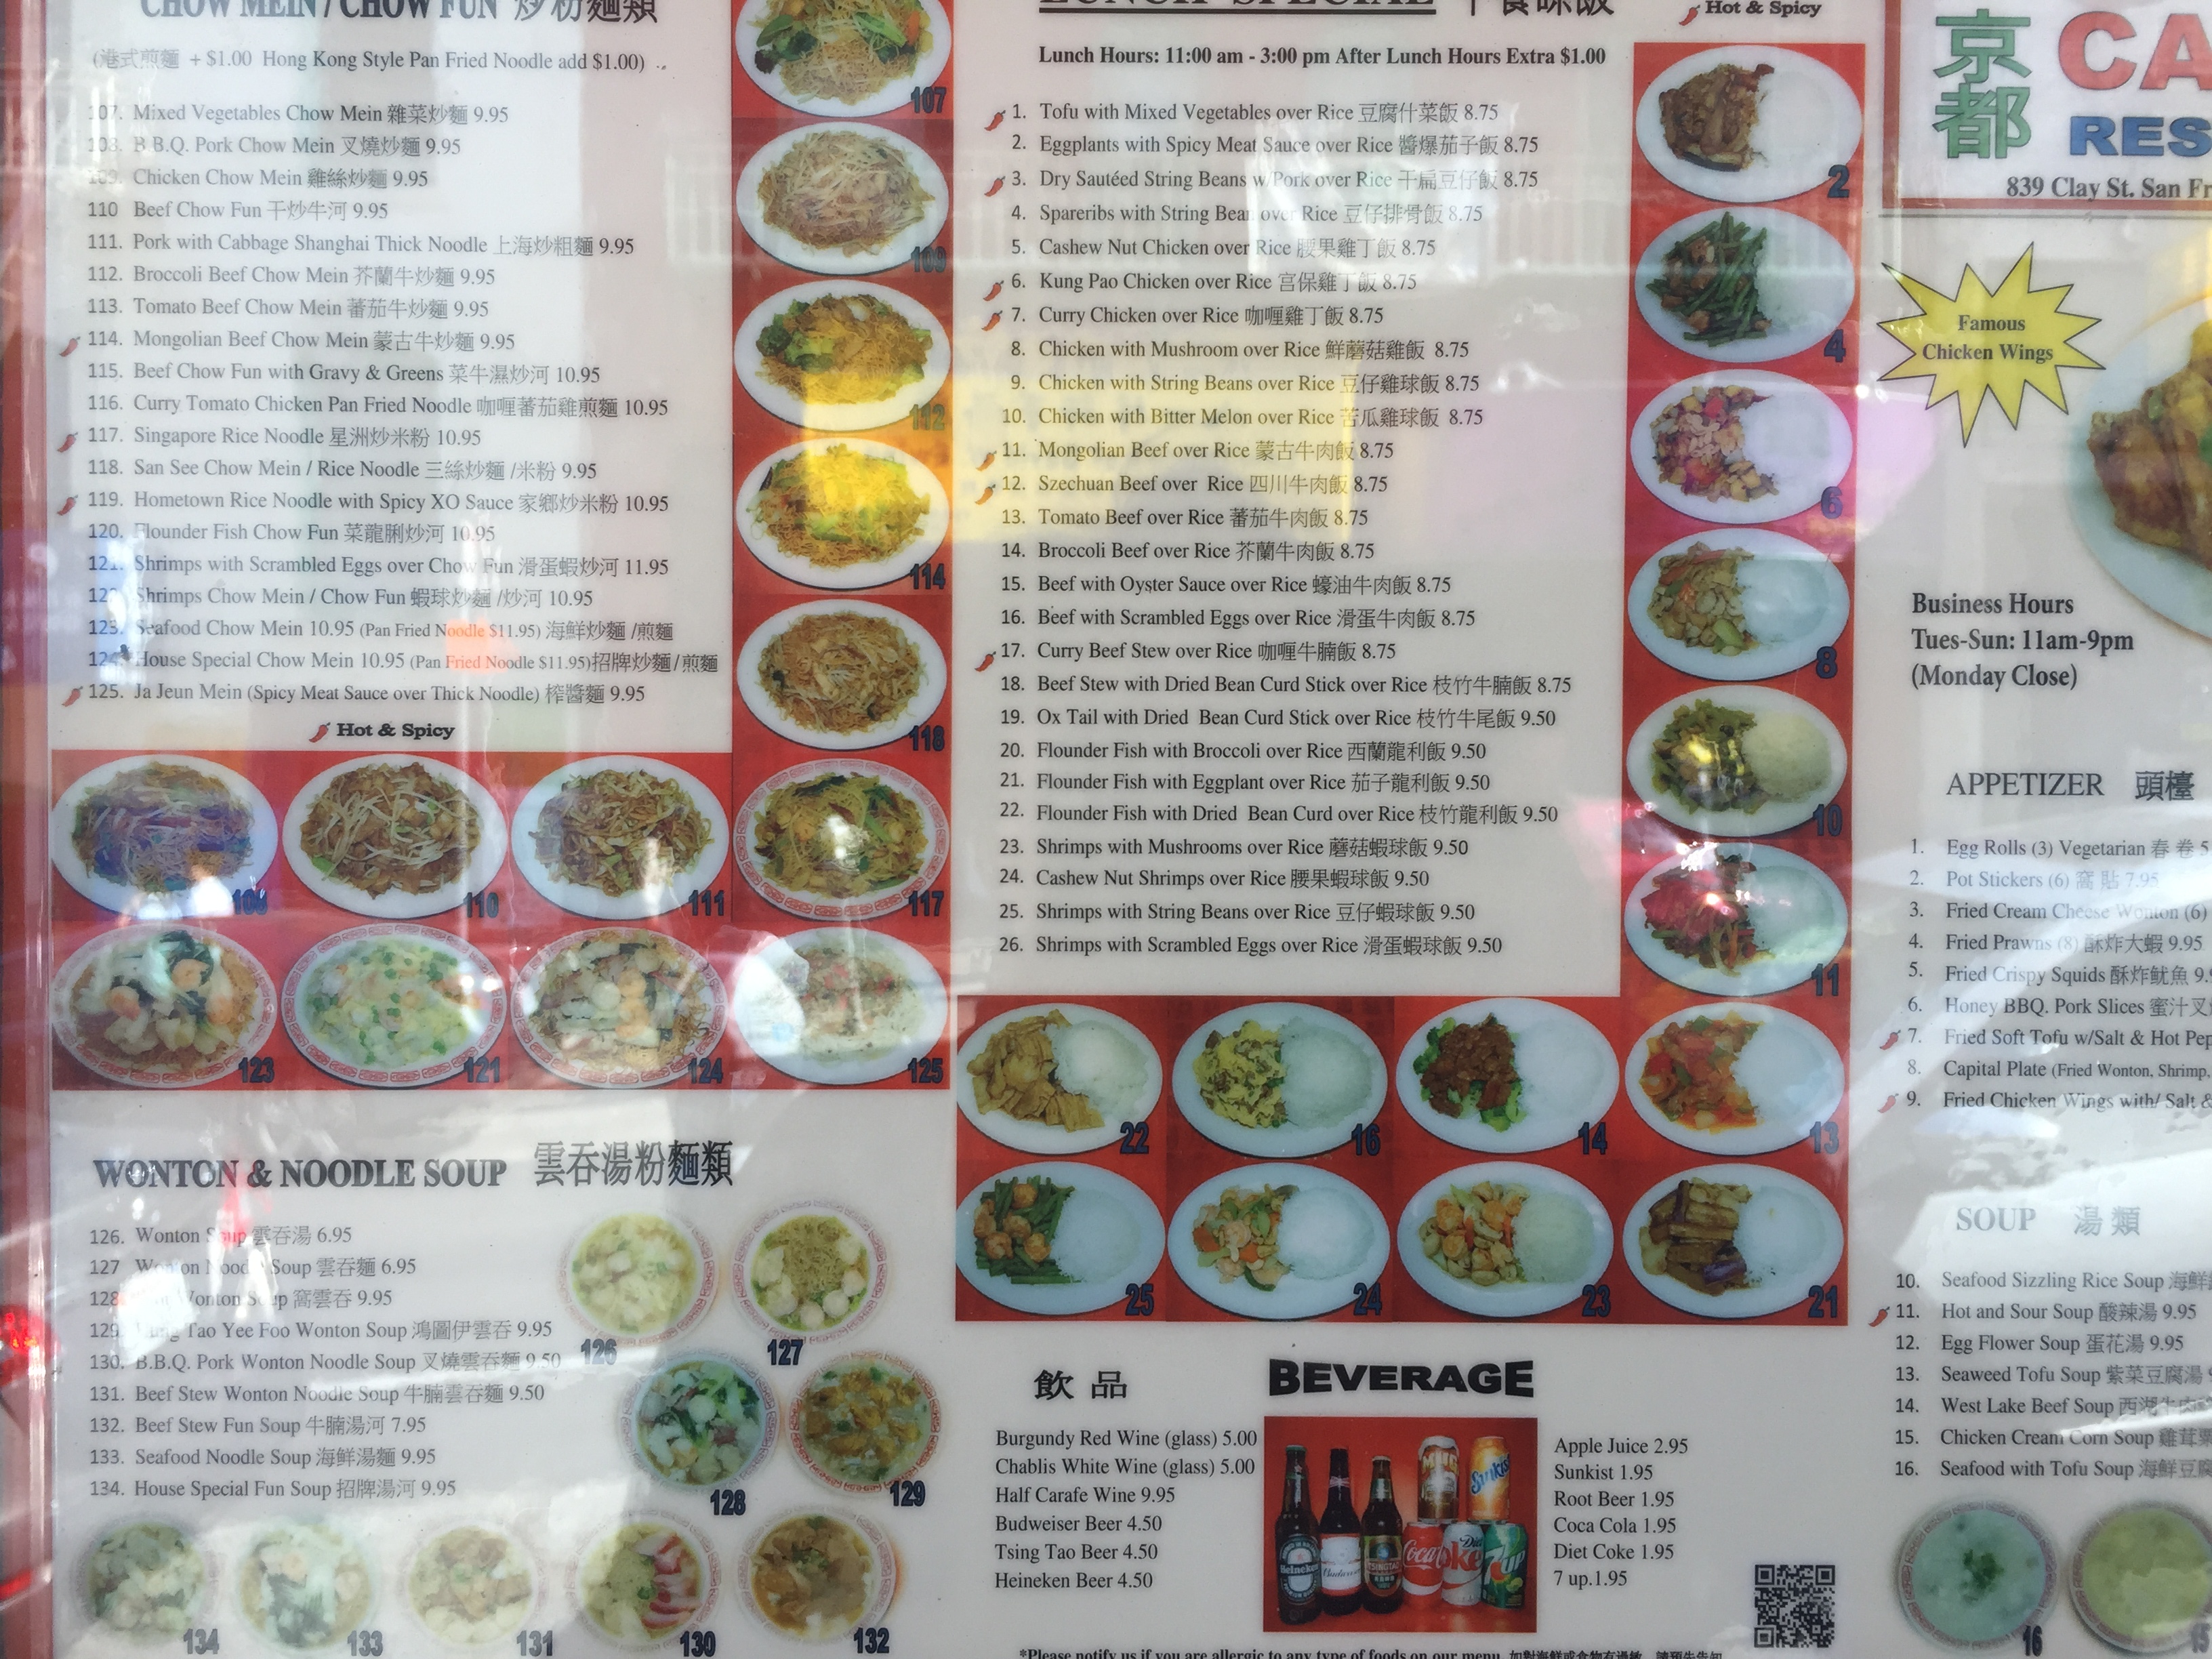 CHOW MEIN / CHOW FUN 炒粉麵類
(港式煎麵 + $1.00 Hong Kong Style Pan Fried Noodle add $1.00)
107. Mixed Vegetables Chow Mein 雜菜炒麵 9.95
108. B B.Q. Pork Chow Mein 叉燒炒麵 9.95
109. Chicken Chow Mein 雞絲炒麵 9.95
110 Beef Chow Fun 干炒牛河 9.95
111. Pork with Cabbage Shanghai Thick Noodle 上海炒粗麵 9.95
112. Broccoli Beef Chow Mein 芥蘭牛炒麵 9.95
113. Tomato Beef Chow Mein 蕃茄牛炒麵 9.95
114. Mongolian Beef Chow Mein 蒙古牛炒麵 9.95
115. Beef Chow Fun with Gravy & Greens 菜牛濕炒河 10.95
116. Curry Tomato Chicken Pan Fried Noodle 咖喱蕃茄雞煎麵 10.95
117. Singapore Rice Noodle 星洲炒米粉 10.95
118. San See Chow Mein / Rice Noodle 三絲炒麵 /米粉 9.95
119. Hometown Rice Noodle with Spicy XO Sauce 家鄉炒米粉 10.95
120. Flounder Fish Chow Fun 菜龍脷炒河 10.95
121. Shrimps with Scrambled Eggs over Chow Fun 滑蛋蝦炒河 11.95
122 Shrimps Chow Mein / Chow Fun 蝦球炒麵 /炒河 10.95
123. Seafood Chow Mein 10.95 (Pan Fried Noodle $11.95) 海鮮炒麵 /煎麵
124 House Special Chow Mein 10.95 (Pan Fried Noodle $11.95)招牌炒麵/煎麵
125. Ja Jeun Mein (Spicy Meat Sauce over Thick Noodle) 榨醬麵 9.95
Hot & Spicy
107
109
112
114
118
108 110 111 117
123 121 124 125
WONTON & NOODLE SOUP 雲吞湯粉麵類
126. Wonton Soup 雲吞湯 6.95
127 Wonton Noodle Soup 雲吞麵 6.95
128 Wonton Soup 窩雲吞 9.95
129. Tao Yee Foo Wonton Soup 鴻圖伊雲吞 9.95
130. B.B.Q. Pork Wonton Noodle Soup 叉燒雲吞麵 9.50
131. Beef Stew Wonton Noodle Soup 牛腩雲吞麵 9.50
132. Beef Stew Fun Soup 牛腩湯河 7.95
133. Seafood Noodle Soup 海鮮湯麵 9.95
134. House Special Fun Soup 招牌湯河 9.95
126 127
128 129
134 133 131 130 132
LUNCH SPECIAL
Hot & Spicy
Lunch Hours: 11:00 am - 3:00 pm After Lunch Hours Extra $1.00
1. Tofu with Mixed Vegetables over Rice 豆腐什菜飯 8.75
2. Eggplants with Spicy Meat Sauce over Rice 醬爆茄子飯 8.75
3. Dry Sautéed String Beans w/Pork over Rice 干扁豆仔飯 8.75
4. Spareribs with String Bean over Rice 豆仔排骨飯 8.75
5. Cashew Nut Chicken over Rice 腰果雞丁飯 8.75
6. Kung Pao Chicken over Rice 宫保雞丁飯 8.75
7. Curry Chicken over Rice 咖喱雞丁飯 8.75
8. Chicken with Mushroom over Rice 鮮蘑菇雞飯 8.75
9. Chicken with String Beans over Rice 豆仔雞球飯 8.75
10. Chicken with Bitter Melon over Rice 苦瓜雞球飯 8.75
11. Mongolian Beef over Rice 蒙古牛肉飯 8.75
12. Szechuan Beef over Rice 四川牛肉飯 8.75
13. Tomato Beef over Rice 蕃茄牛肉飯 8.75
14. Broccoli Beef over Rice 芥蘭牛肉飯 8.75
15. Beef with Oyster Sauce over Rice 蠔油牛肉飯 8.75
16. Beef with Scrambled Eggs over Rice 滑蛋牛肉飯 8.75
17. Curry Beef Stew over Rice 咖喱牛腩飯 8.75
18. Beef Stew with Dried Bean Curd Stick over Rice 枝竹牛腩飯 8.75
19. Ox Tail with Dried Bean Curd Stick over Rice 枝竹牛尾飯 9.50
20. Flounder Fish with Broccoli over Rice 西蘭龍利飯 9.50
21. Flounder Fish with Eggplant over Rice 茄子龍利飯 9.50
22. Flounder Fish with Dried Bean Curd over Rice 枝竹龍利飯 9.50
23. Shrimps with Mushrooms over Rice 蘑菇蝦球飯 9.50
24. Cashew Nut Shrimps over Rice 腰果蝦球飯 9.50
25. Shrimps with String Beans over Rice 豆仔蝦球飯 9.50
26. Shrimps with Scrambled Eggs over Rice 滑蛋蝦球飯 9.50
2
4
6
8
10
11
22 16 14 13
25 24 23 21
飲品 BEVERAGE
Burgundy Red Wine (glass) 5.00
Chablis White Wine (glass) 5.00
Half Carafe Wine 9.95
Budweiser Beer 4.50
Tsing Tao Beer 4.50
Heineken Beer 4.50
MUG Sunkist
Heineken Budweiser TSINGTAO Coca Diet Coke 7up
Apple Juice 2.95
Sunkist 1.95
Root Beer 1.95
Coca Cola 1.95
Diet Coke 1.95
7 up.1.95
*Please notify us if you are allergic to any type of foods on our menu.
京都 CA
RES
839 Clay St. San Fr
Famous
Chicken Wings
Business Hours
Tues-Sun: 11am-9pm
(Monday Close)
APPETIZER 頭檯
1. Egg Rolls (3) Vegetarian 春卷 5
2. Pot Stickers (6) 窩貼 7.95
3. Fried Cream Cheese Wonton (6)
4. Fried Prawns (8) 酥炸大蝦 9.95
5. Fried Crispy Squids 酥炸魷魚 9.
6. Honey BBQ. Pork Slices 蜜汁叉
7. Fried Soft Tofu w/Salt & Hot Pep
8. Capital Plate (Fried Wonton, Shrimp,
9. Fried Chicken Wings with/ Salt &
SOUP 湯類
10. Seafood Sizzling Rice Soup 海鮮
11. Hot and Sour Soup 酸辣湯 9.95
12. Egg Flower Soup 蛋花湯 9.95
13. Seaweed Tofu Soup 紫菜豆腐湯
14. West Lake Beef Soup 西湖牛肉
15. Chicken Cream Corn Soup 雞茸粟
16. Seafood with Tofu Soup 海鮮豆腐
16 15